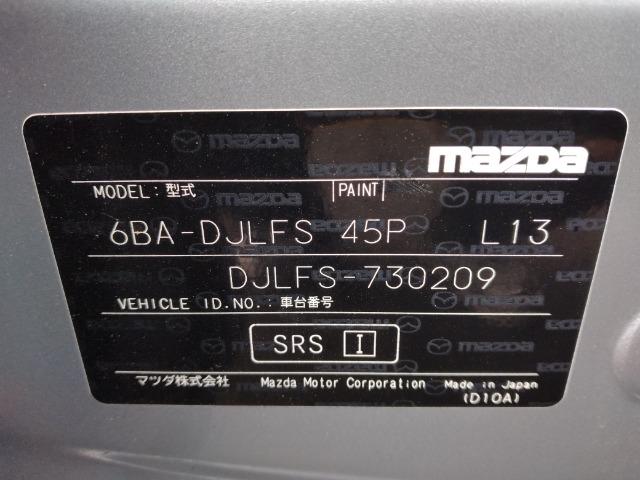 mazda
MODEL: 型式 PAINT
6BA-DJLFS 45P L13
DJLFS-730209
VEHICLE ID.NO.: 車台番号
SRS I
マツダ株式会社 Mazda Motor Corporation Made in Japan
(D10A)